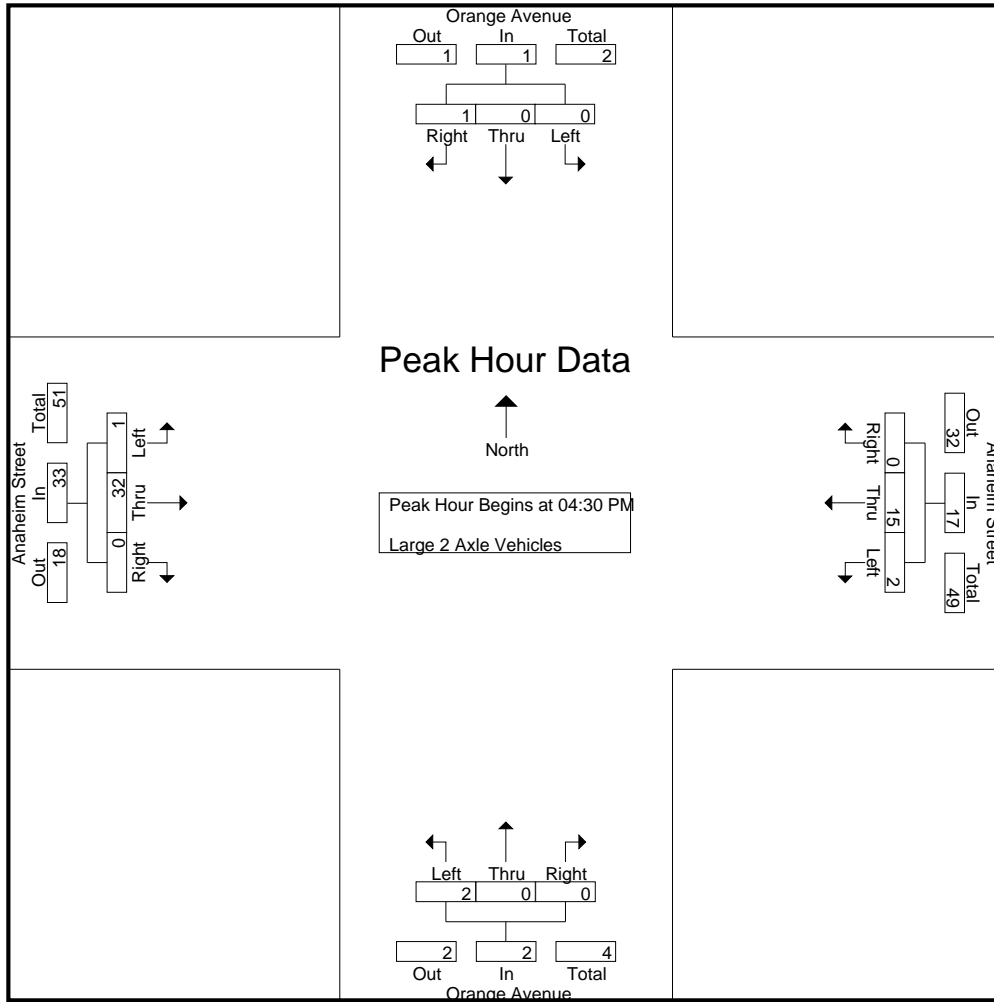 Orange Avenue
Out In Total
1 1 2
1 0 0
Right Thru Left
Peak Hour Data
North
Peak Hour Begins at 04:30 PM
Large 2 Axle Vehicles
Anaheim Street
Out In Total
18 33 51
Right Thru Left
0 32 1
Anaheim Street
Out In Total
32 17 49
Right Thru Left
0 15 2
Left Thru Right
2 0 0
2 2 4
Out In Total
Orange Avenue